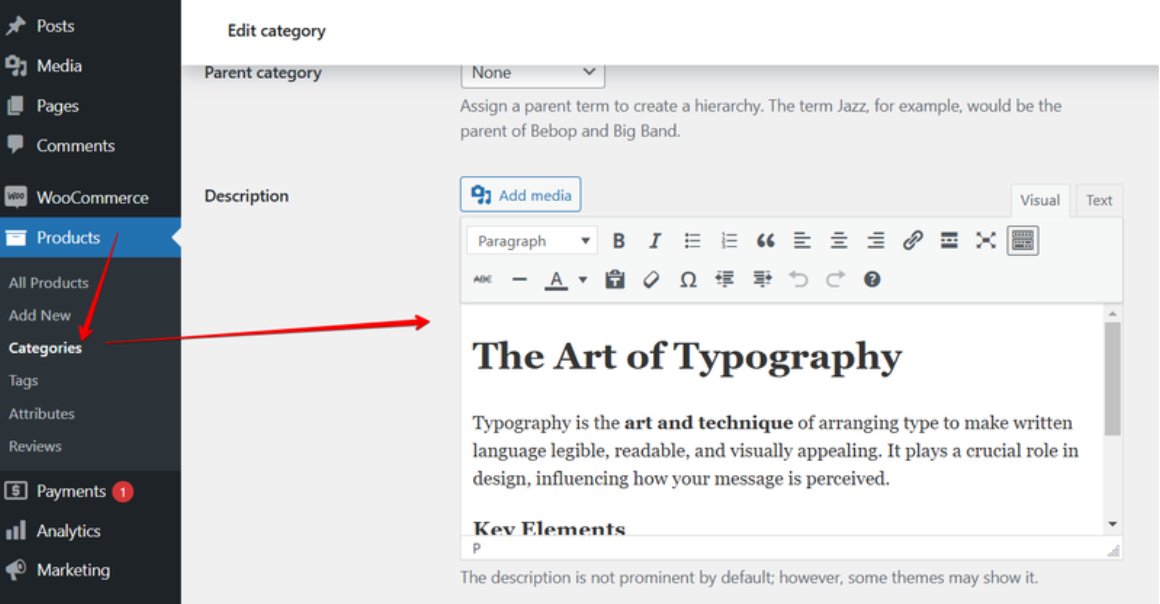 Posts
Media
Pages
Comments
Woo
WooCommerce
Products
All Products
Add New
Categories
Tags
Attributes
Reviews
$
Payments 1
Analytics
Marketing
Edit category
Parent category
None
Assign a parent term to create a hierarchy. The term Jazz, for example, would be the
parent of Bebop and Big Band.
Description
Add media
Visual Text
Paragraph B I
ABC A Ω ?
The Art of Typography
Typography is the art and technique of arranging type to make written
language legible, readable, and visually appealing. It plays a crucial role in
design, influencing how your message is perceived.
Key Elements
P
The description is not prominent by default; however, some themes may show it.